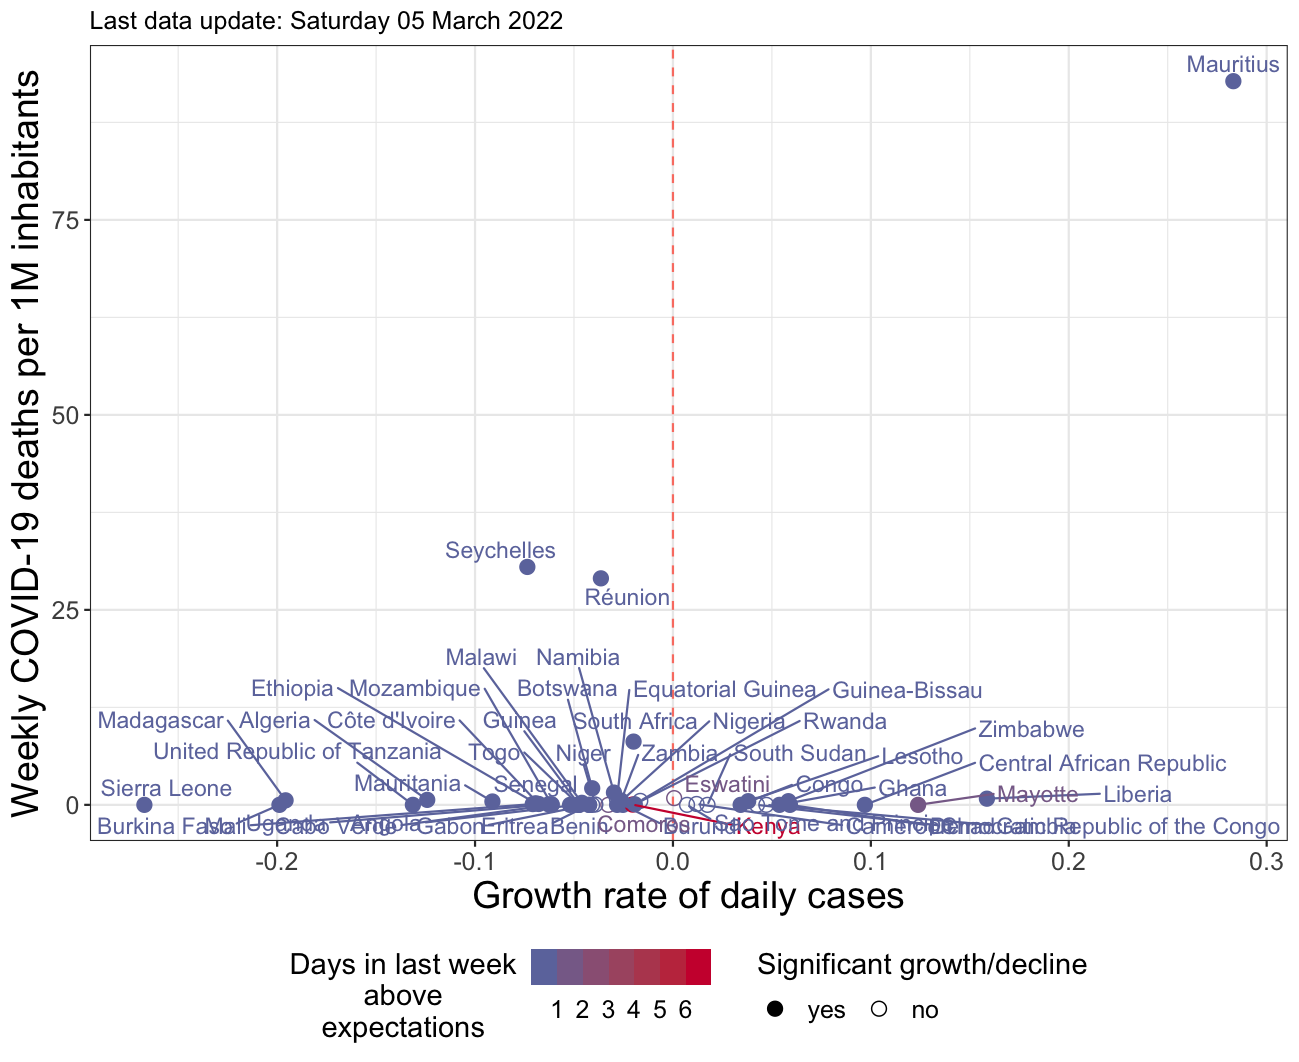 Last data update: Saturday 05 March 2022
Weekly COVID-19 deaths per 1M inhabitants
75
50
25
0
Mauritius
Seychelles
Réunion
Malawi
Namibia
Ethiopia
Mozambique
Botswana
Equatorial Guinea
Guinea-Bissau
Madagascar
Algeria
Côte d'Ivoire
Guinea
South Africa
Nigeria
Rwanda
Zimbabwe
United Republic of Tanzania
Togo
Niger
Zambia
South Sudan
Lesotho
Central African Republic
Sierra Leone
Mauritania
Senegal
Eswatini
Congo
Ghana
Mayotte
Liberia
Burkina Faso
Mali
Uganda
Cabo Verde
Angola
Gabon
Eritrea
Benin
Comoros
Burundi
Kenya
Cameroon
Democratic Republic of the Congo
-0.2
-0.1
0.0
0.1
0.2
0.3
Growth rate of daily cases
Days in last week
above
expectations
1 2 3 4 5 6
Significant growth/decline
yes
no